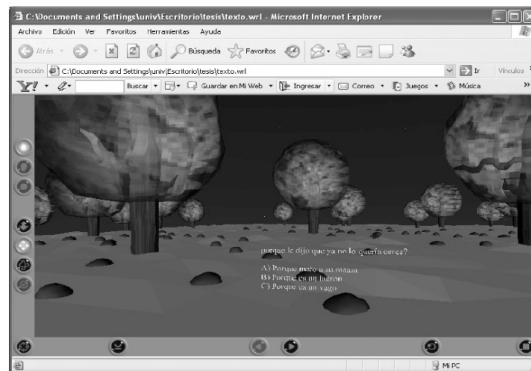 C:\Documents and Settings\univ\Escritorio\tesis\texto.wrl - Microsoft Internet Explorer
Archivo Edición Ver Favoritos Herramientas Ayuda
Atrás Búsqueda Favoritos
Dirección C:\Documents and Settings\univ\Escritorio\tesis\texto.wrl Ir Vínculos
Y! Buscar Guardar en Mi Web Ingresar Correo Juegos Música
porque le dijo que ya no lo quería cerca?
A) Porque mato a su mamá
B) Porque es un ladron
C) Porque es un vago
Mi PC